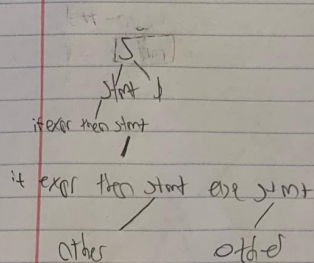 S
stmt $
if expr then stmt
if expr then stmt else stmt
other other